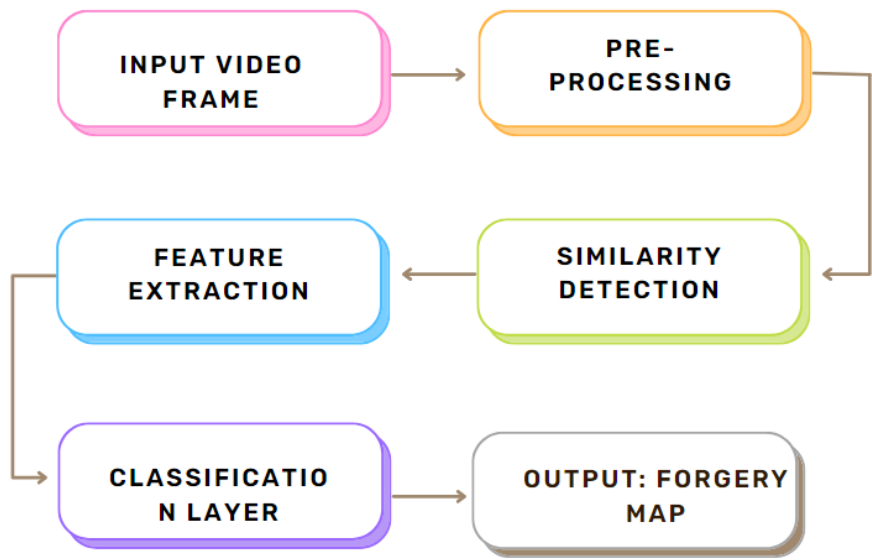 INPUT VIDEO
FRAME
PRE-
PROCESSING
SIMILARITY
DETECTION
FEATURE
EXTRACTION
CLASSIFICATIO
N LAYER
OUTPUT: FORGERY
MAP